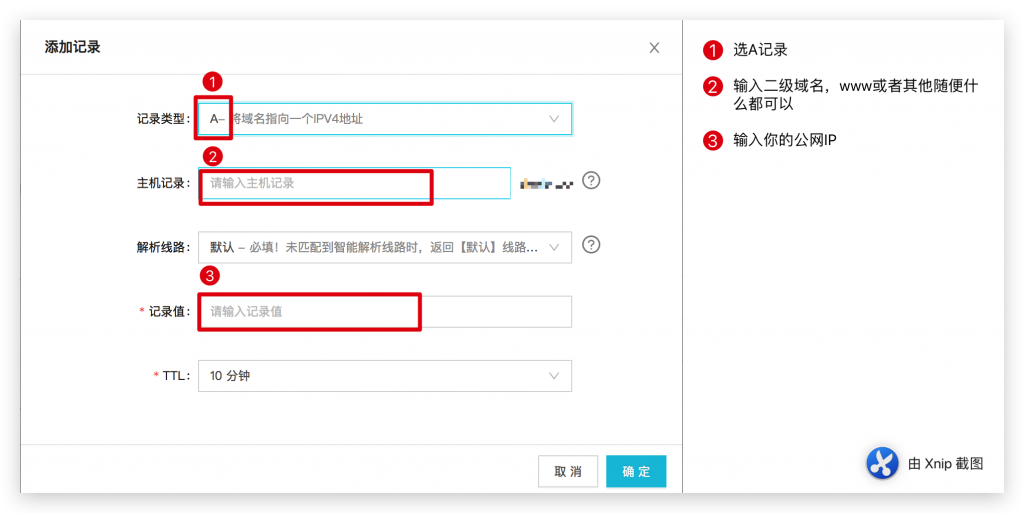 添加记录
1
记录类型：
A– 将域名指向一个IPV4地址
2
主机记录：
请输入主机记录
?
解析线路：
默认 – 必填！未匹配到智能解析线路时，返回【默认】线路...
?
3
* 记录值：
请输入记录值
* TTL：
10 分钟
取 消
确 定
1 选A记录
2 输入二级域名，www或者其他随便什
么都可以
3 输入你的公网IP
由 Xnip 截图